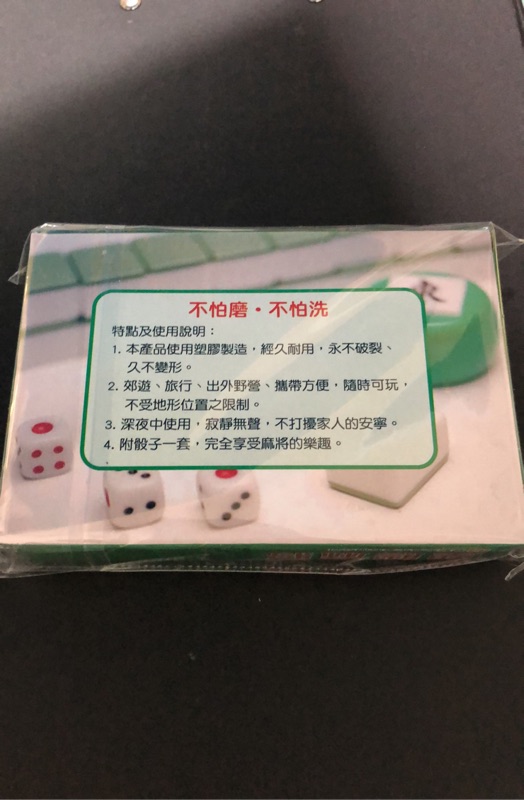 不怕磨・不怕洗
特點及使用說明：
1. 本產品使用塑膠製造，經久耐用，永不破裂、
久不變形。
2. 郊遊、旅行、出外野營、攜帶方便，隨時可玩，
不受地形位置之限制。
3. 深夜中使用，寂靜無聲，不打擾家人的安寧。
4. 附骰子一套，完全享受麻將的樂趣。